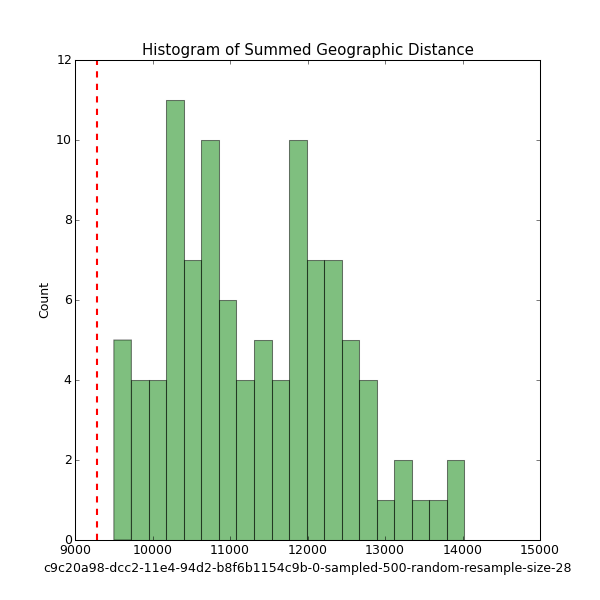 Histogram of Summed Geographic Distance
12
10
8
6
4
2
0
Count
9000 10000 11000 12000 13000 14000 15000
c9c20a98-dcc2-11e4-94d2-b8f6b1154c9b-0-sampled-500-random-resample-size-28